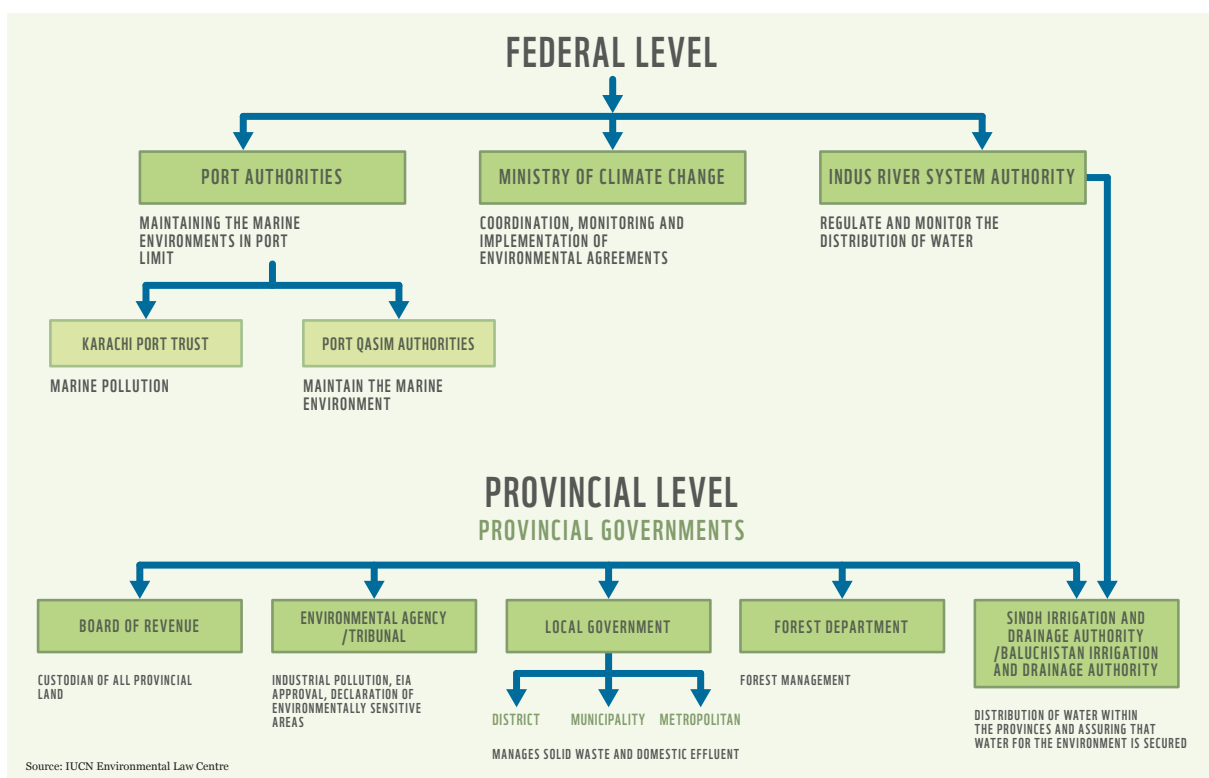 FEDERAL LEVEL
PORT AUTHORITIES
MAINTAINING THE MARINE
ENVIRONMENTS IN PORT
LIMIT
MINISTRY OF CLIMATE CHANGE
COORDINATION, MONITORING AND
IMPLEMENTATION OF
ENVIRONMENTAL AGREEMENTS
INDUS RIVER SYSTEM AUTHORITY
REGULATE AND MONITOR THE
DISTRIBUTION OF WATER
KARACHI PORT TRUST
MARINE POLLUTION
PORT QASIM AUTHORITIES
MAINTAIN THE MARINE
ENVIRONMENT
PROVINCIAL LEVEL
PROVINCIAL GOVERNMENTS
BOARD OF REVENUE
CUSTODIAN OF ALL PROVINCIAL
LAND
ENVIRONMENTAL AGENCY
/TRIBUNAL
INDUSTRIAL POLLUTION, EIA
APPROVAL, DECLARATION OF
ENVIRONMENTALLY SENSITIVE
AREAS
LOCAL GOVERNMENT
DISTRICT
MUNICIPALITY
METROPOLITAN
MANAGES SOLID WASTE AND DOMESTIC EFFLUENT
FOREST DEPARTMENT
FOREST MANAGEMENT
SINDH IRRIGATION AND
DRAINAGE AUTHORITY
/BALUCHISTAN IRRIGATION
AND DRAINAGE AUTHORITY
DISTRIBUTION OF WATER WITHIN
THE PROVINCES AND ASSURING THAT
WATER FOR THE ENVIRONMENT IS SECURED
Source: IUCN Environmental Law Centre